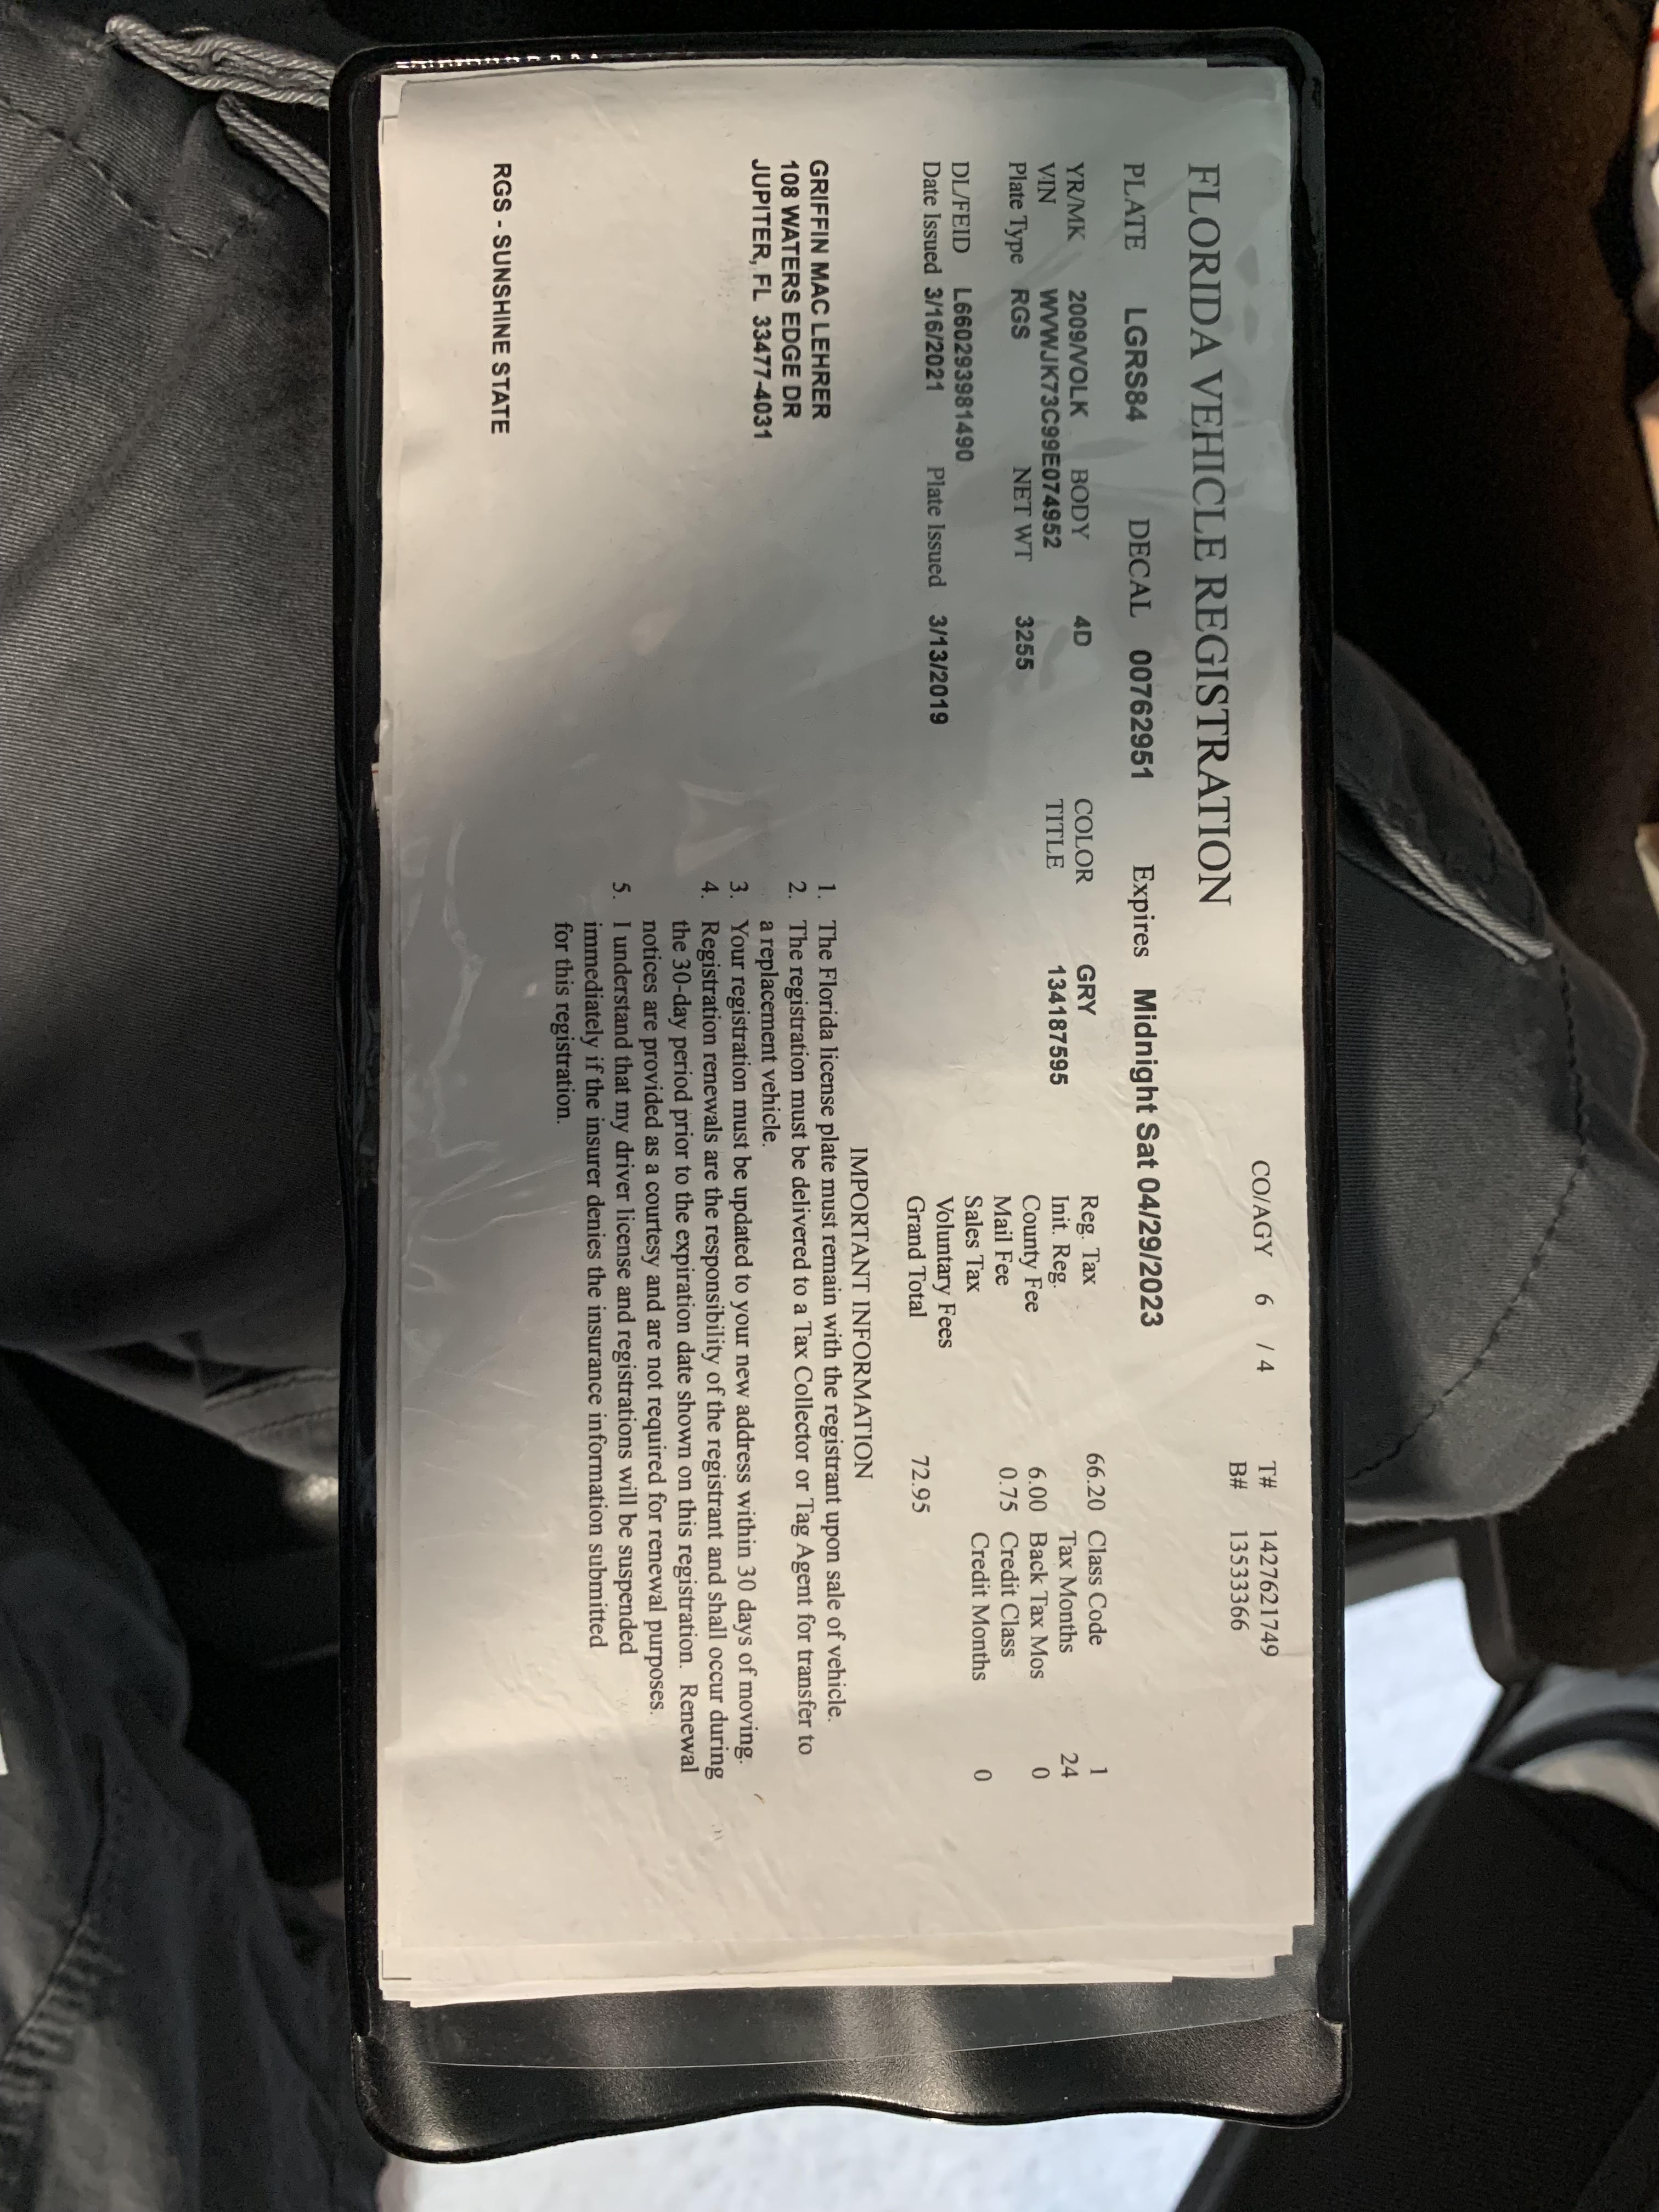 FLORIDA VEHICLE REGISTRATION
CO/AGY 6 / 4 T# 1427621749
B# 13533366
PLATE LGRS84 DECAL 00762951 Expires Midnight Sat 04/29/2023
YR/MK 2009/VOLK BODY 4D COLOR GRY Reg. Tax 66.20 Class Code 1
VIN WVWJK73C99E074952 TITLE 134187595 Init. Reg. Tax Months 24
Plate Type RGS NET WT 3255 County Fee 6.00 Back Tax Mos 0
Mail Fee 0.75 Credit Class
DL/FEID L660293981490 Sales Tax Credit Months 0
Date Issued 3/16/2021 Plate Issued 3/13/2019 Voluntary Fees
Grand Total 72.95
GRIFFIN MAC LEHRER
108 WATERS EDGE DR
JUPITER, FL 33477-4031
IMPORTANT INFORMATION
1. The Florida license plate must remain with the registrant upon sale of vehicle.
2. The registration must be delivered to a Tax Collector or Tag Agent for transfer to
a replacement vehicle.
3. Your registration must be updated to your new address within 30 days of moving.
4. Registration renewals are the responsibility of the registrant and shall occur during
the 30-day period prior to the expiration date shown on this registration. Renewal
notices are provided as a courtesy and are not required for renewal purposes.
5. I understand that my driver license and registrations will be suspended
immediately if the insurer denies the insurance information submitted
for this registration.
RGS - SUNSHINE STATE